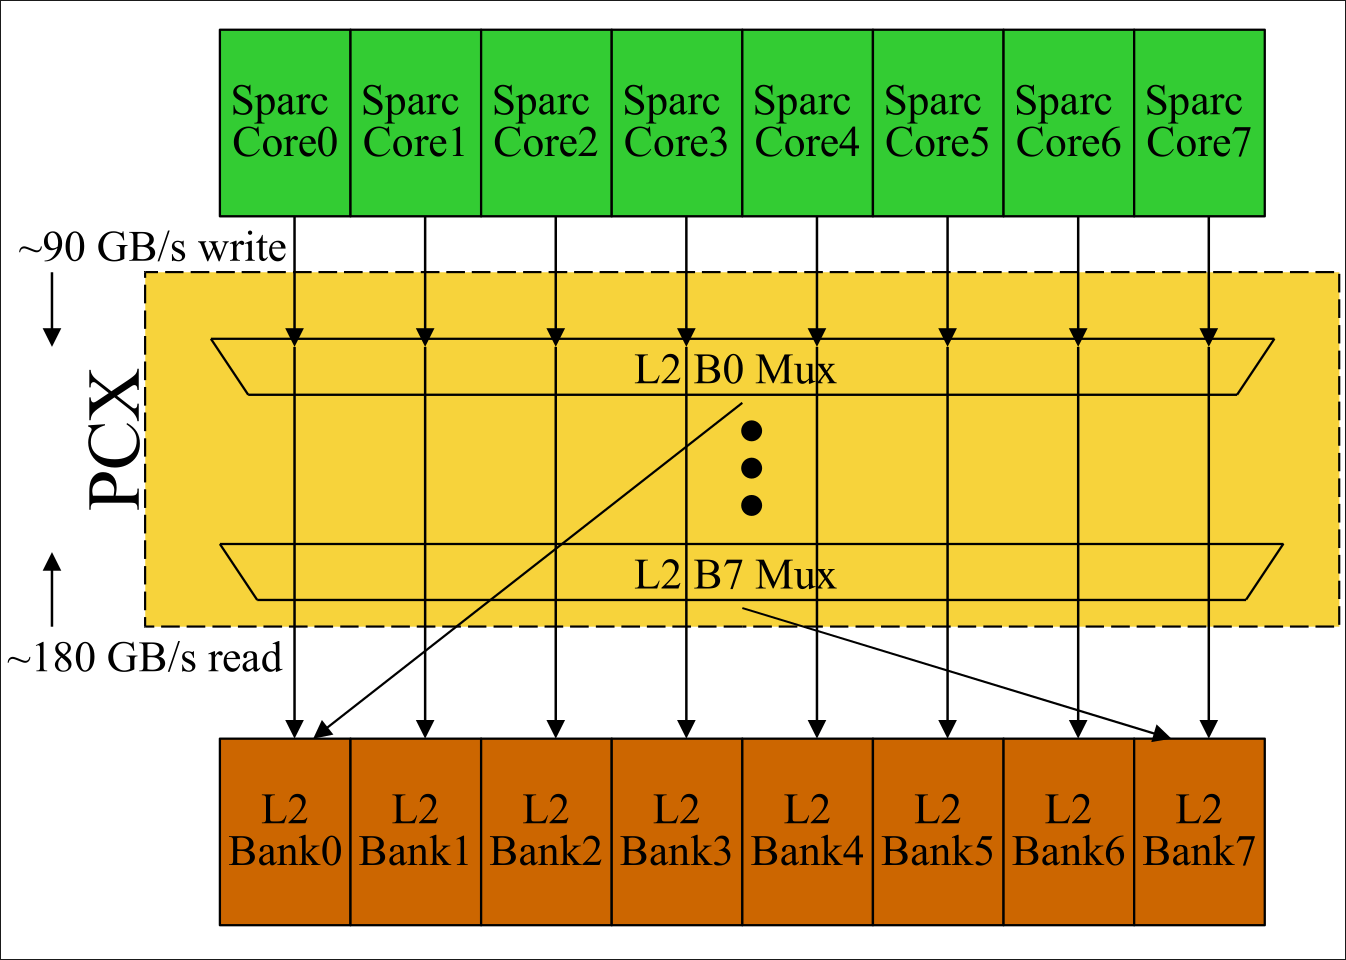 Sparc
Core0
Sparc
Core1
Sparc
Core2
Sparc
Core3
Sparc
Core4
Sparc
Core5
Sparc
Core6
Sparc
Core7
~90 GB/s write
PCX
L2 B0 Mux
L2 B7 Mux
~180 GB/s read
L2
Bank0
L2
Bank1
L2
Bank2
L2
Bank3
L2
Bank4
L2
Bank5
L2
Bank6
L2
Bank7